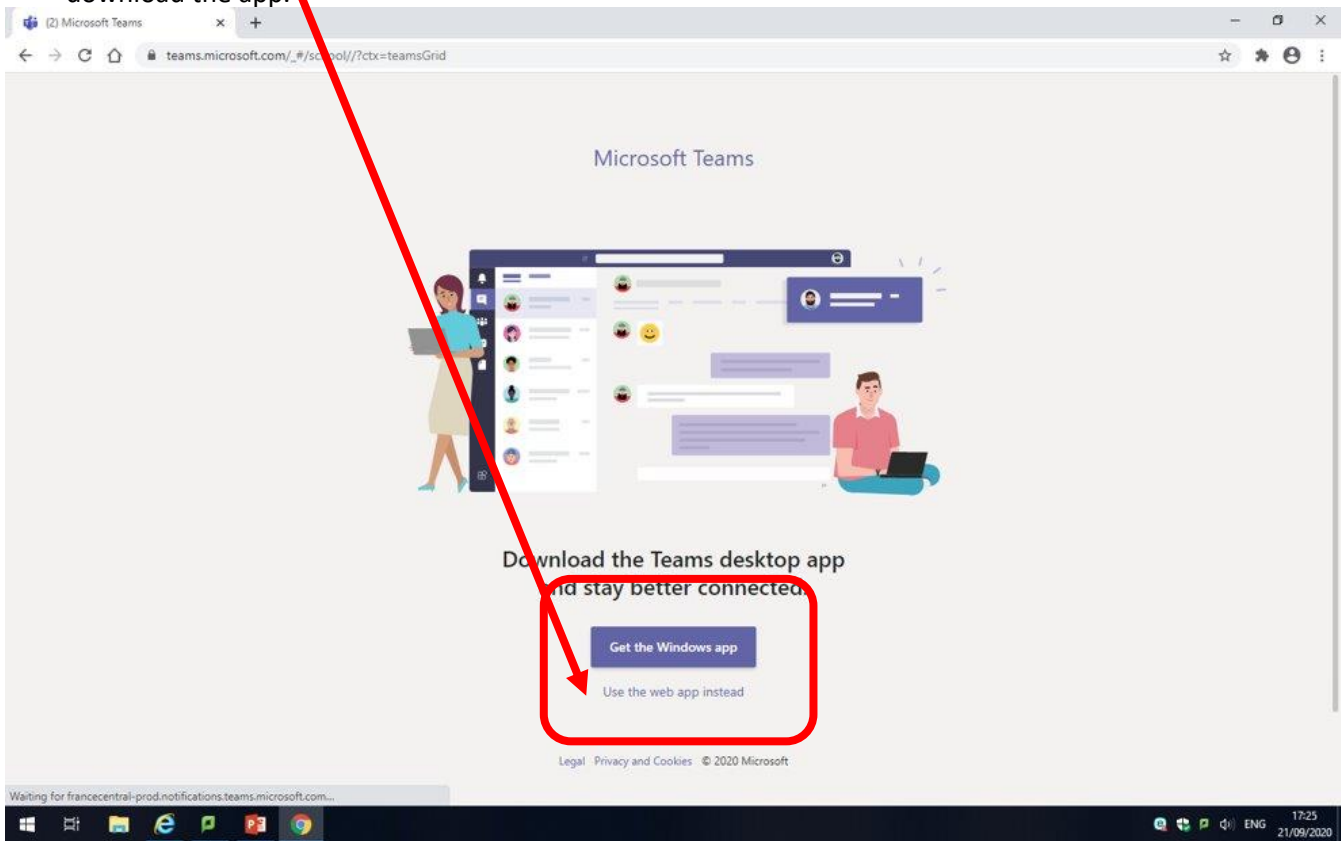 download the app.
(2) Microsoft Teams
teams.microsoft.com/_#/school//?ctx=teamsGrid
Microsoft Teams
Download the Teams desktop app
and stay better connected.
Get the Windows app
Use the web app instead
Legal Privacy and Cookies © 2020 Microsoft
Waiting for francecentral-prod.notifications.teams.microsoft.com...
ENG
17:25
21/09/2020